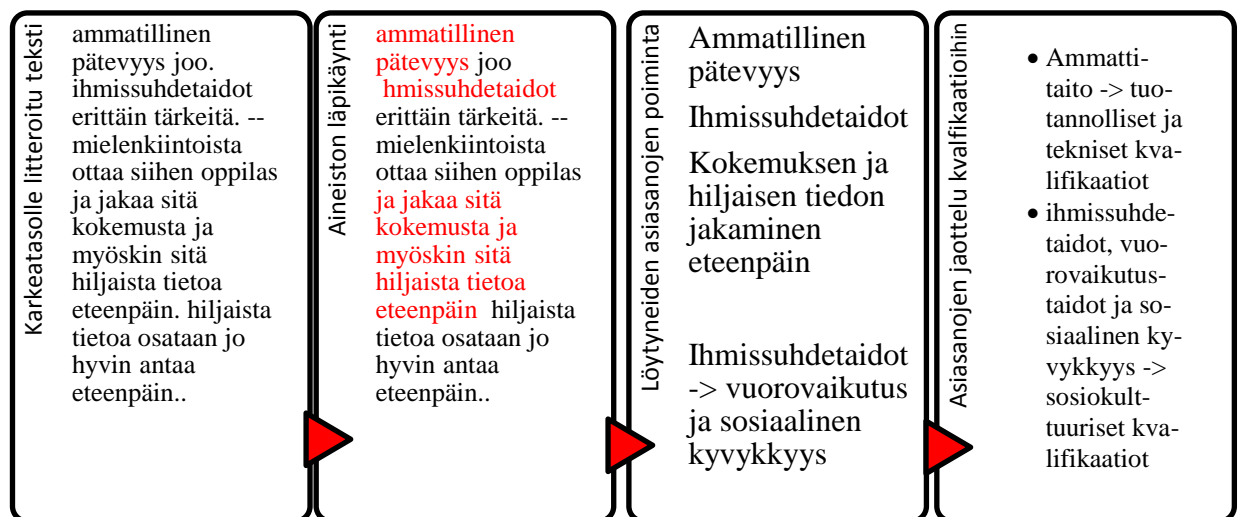 Karkeatasolle litteroitu teksti
ammatillinen
pätevyys joo.
ihmissuhdetaidot
erittäin tärkeitä. --
mielenkiintoista
ottaa siihen oppilas
ja jakaa sitä
kokemusta ja
myöskin sitä
hiljaista tietoa
eteenpäin. hiljaista
tietoa osataan jo
hyvin antaa
eteenpäin..
Aineiston läpikäynti
ammatillinen
pätevyys joo
hmissuhdetaidot
erittäin tärkeitä. --
mielenkiintoista
ottaa siihen oppilas
ja jakaa sitä
kokemusta ja
myöskin sitä
hiljaista tietoa
eteenpäin hiljaista
tietoa osataan jo
hyvin antaa
eteenpäin..
Löytyneiden asiasanojen poiminta
Ammatillinen
pätevyys
Ihmissuhdetaidot
Kokemuksen ja
hiljaisen tiedon
jakaminen
eteenpäin
Ihmissuhdetaidot
-> vuorovaikutus
ja sosiaalinen
kyvykkyys
Asiasanojen jaottelu kvalfikaatioihin
• Ammatti-
taito -> tuo-
tannolliset ja
tekniset kva-
lifikaatiot
• ihmissuhde-
taidot, vuo-
rovaikutus-
taidot ja so-
siaalinen ky-
vykkyys ->
sosiokult-
tuuriset kva-
lifikaatiot